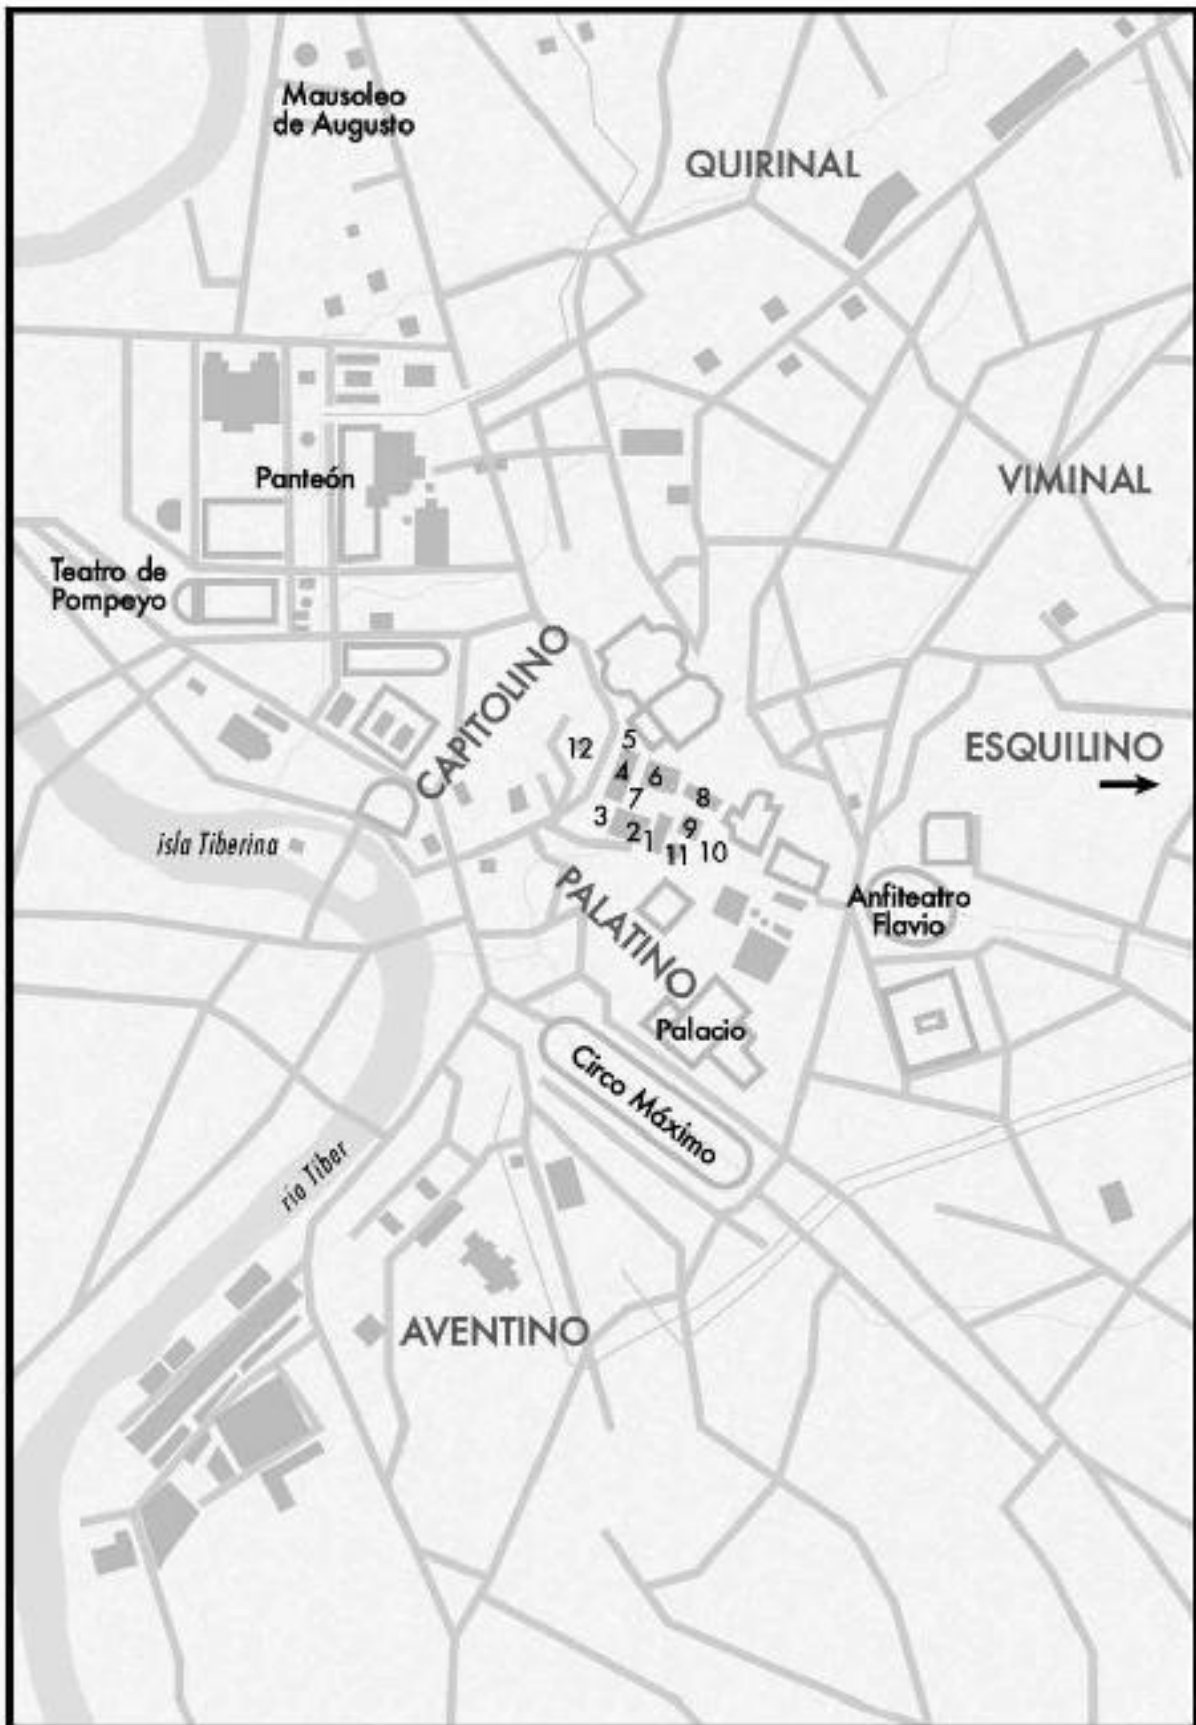 Mausoleo
de Augusto
QUIRINAL
Panteón
VIMINAL
Teatro de
Pompeyo
CAPITOLINO
ESQUILINO
12
5
4
6
7
8
3
2
1
9
11
10
isla Tiberina
PALATINO
Anfiteatro
Flavio
Palacio
Circo Máximo
río Tiber
AVENTINO